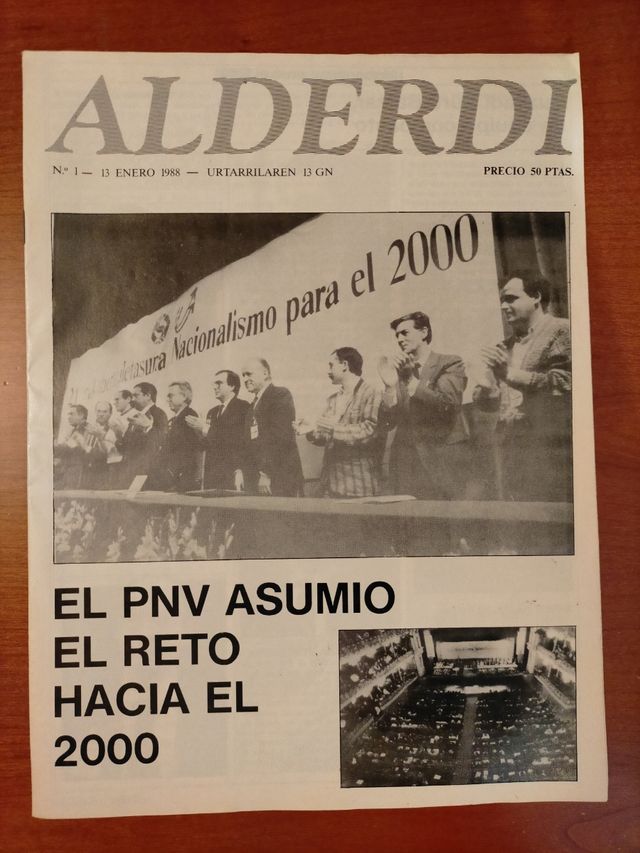 ALDERDI
N.º 1 — 13 ENERO 1988 — URTARRILAREN 13 GN
PRECIO 50 PTAS.
Nacionalismo para el 2000
EL PNV ASUMIO
EL RETO
HACIA EL
2000